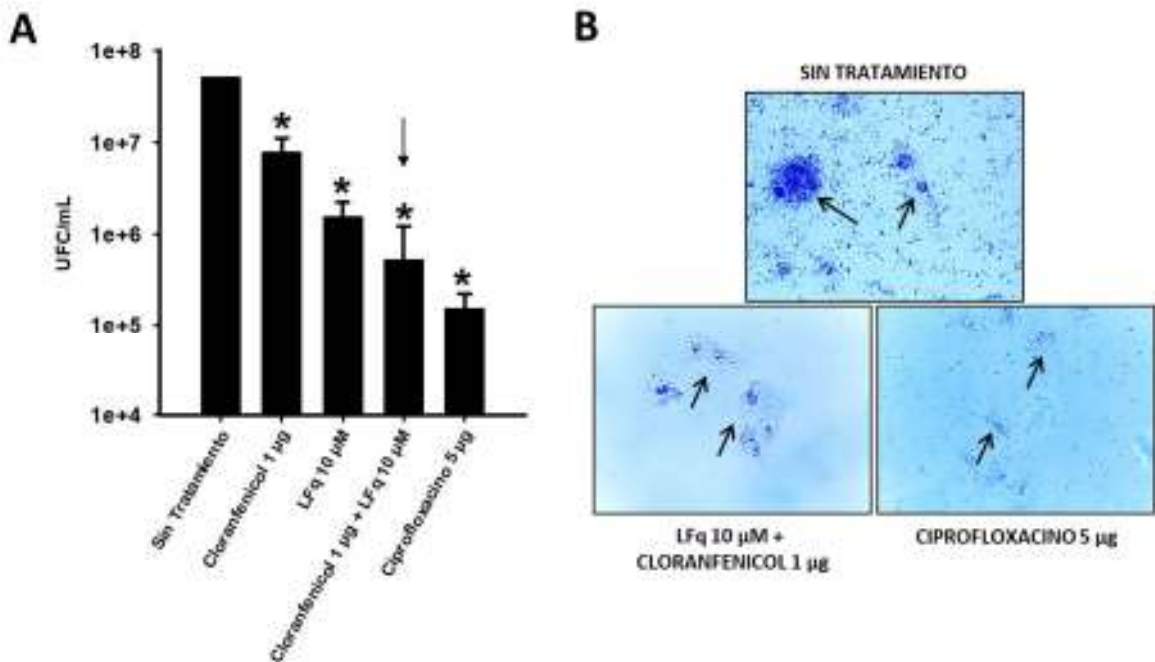 A
1e+8
1e+7
1e+6
1e+5
1e+4
UFC/mL
*
*
*
*
Sin Tratamiento
Cloranfenicol 1 µg
LFq 10 µM
Cloranfenicol 1 µg + LFq 10 µM
Ciprofloxacino 5 µg
B
SIN TRATAMIENTO
LFq 10 µM +
CLORANFENICOL 1 µg
CIPROFLOXACINO 5 µg